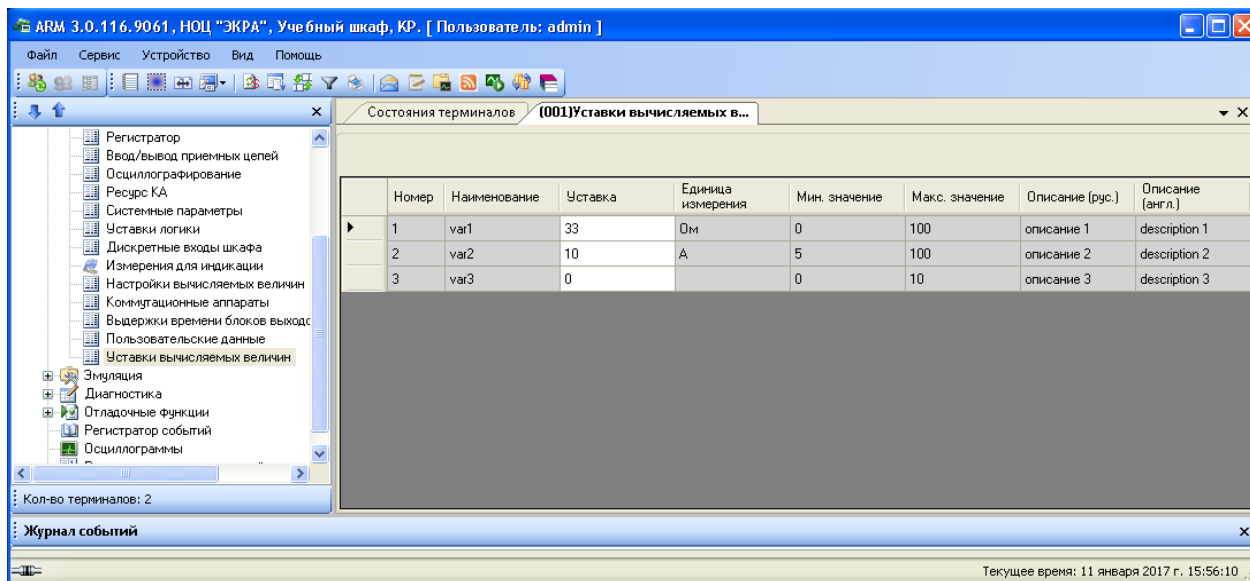 ARM 3.0.116.9061, НОЦ "ЭКРА", Учебный шкаф, КР. [ Пользователь: admin ]
Файл Сервис Устройство Вид Помощь
Состояния терминалов (001)Уставки вычисляемых в...
Регистратор
Ввод/вывод приемных цепей
Осциллографирование
Ресурс КА
Системные параметры
Уставки логики
Дискретные входы шкафа
Измерения для индикации
Настройки вычисляемых величин
Коммутационные аппараты
Выдержки времени блоков выходс
Пользовательские данные
Уставки вычисляемых величин
Эмуляция
Диагностика
Отладочные функции
Регистратор событий
Осциллограммы
Кол-во терминалов: 2
Номер Наименование Уставка Единица измерения Мин. значение Макс. значение Описание (рус.) Описание (англ.)
1 var1 33 Ом 0 100 описание 1 description 1
2 var2 10 А 5 100 описание 2 description 2
3 var3 0 0 10 описание 3 description 3
Журнал событий
Текущее время: 11 января 2017 г. 15:56:10